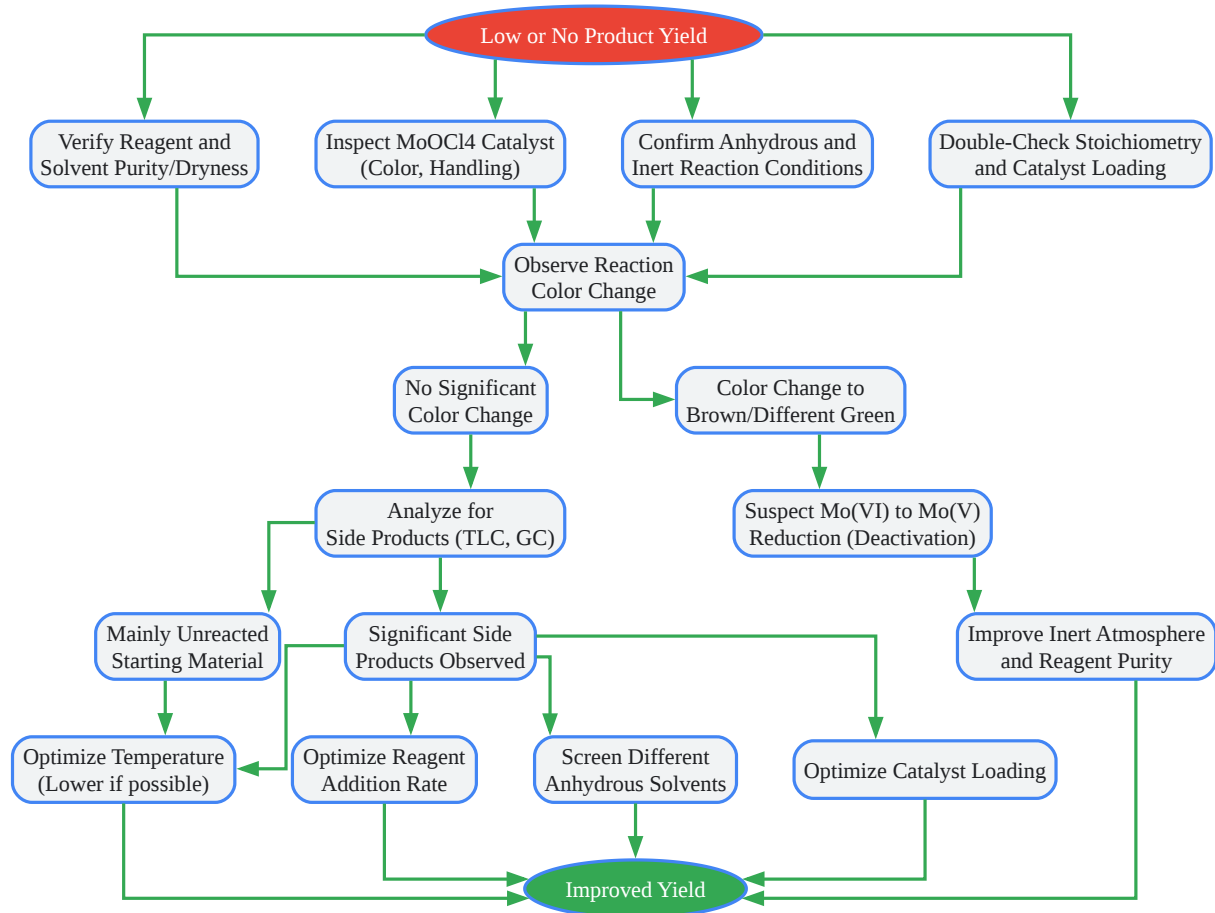 Low or No Product Yield
Verify Reagent and
Solvent Purity/Dryness
Inspect MoOCl4 Catalyst
(Color, Handling)
Confirm Anhydrous and
Inert Reaction Conditions
Double-Check Stoichiometry
and Catalyst Loading
Observe Reaction
Color Change
No Significant
Color Change
Color Change to
Brown/Different Green
Analyze for
Side Products (TLC, GC)
Suspect Mo(VI) to Mo(V)
Reduction (Deactivation)
Mainly Unreacted
Starting Material
Significant Side
Products Observed
Improve Inert Atmosphere
and Reagent Purity
Optimize Temperature
(Lower if possible)
Optimize Reagent
Addition Rate
Screen Different
Anhydrous Solvents
Optimize Catalyst Loading
Improved Yield